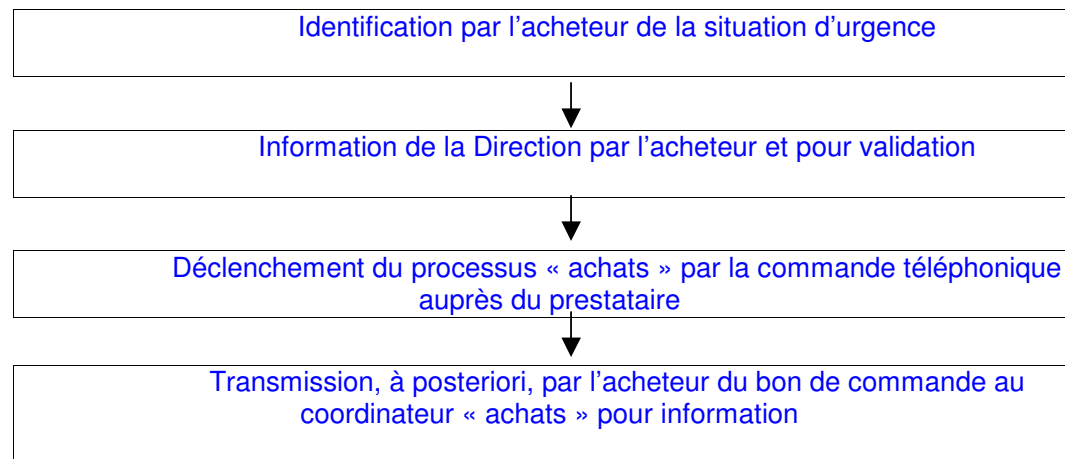 Identification par l’acheteur de la situation d’urgence
Information de la Direction par l’acheteur et pour validation
Déclenchement du processus « achats » par la commande téléphonique
auprès du prestataire
Transmission, à posteriori, par l’acheteur du bon de commande au
coordinateur « achats » pour information